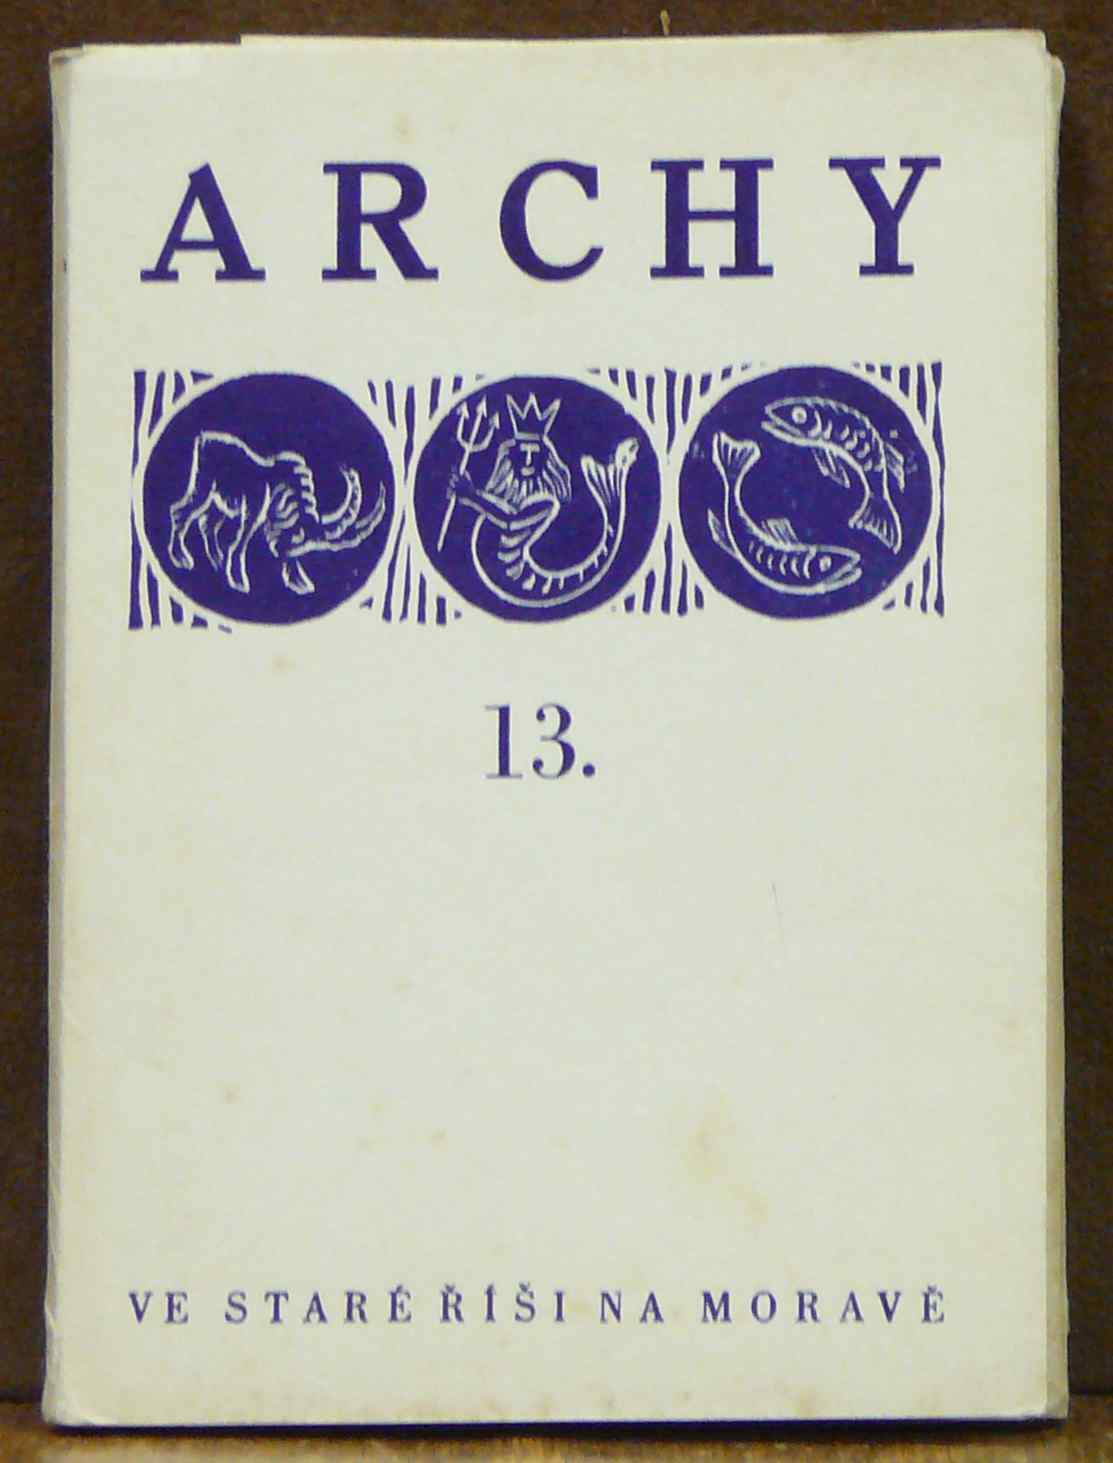 ARCHY
13.
VE STARÉ ŘÍŠI NA MORAVĚ